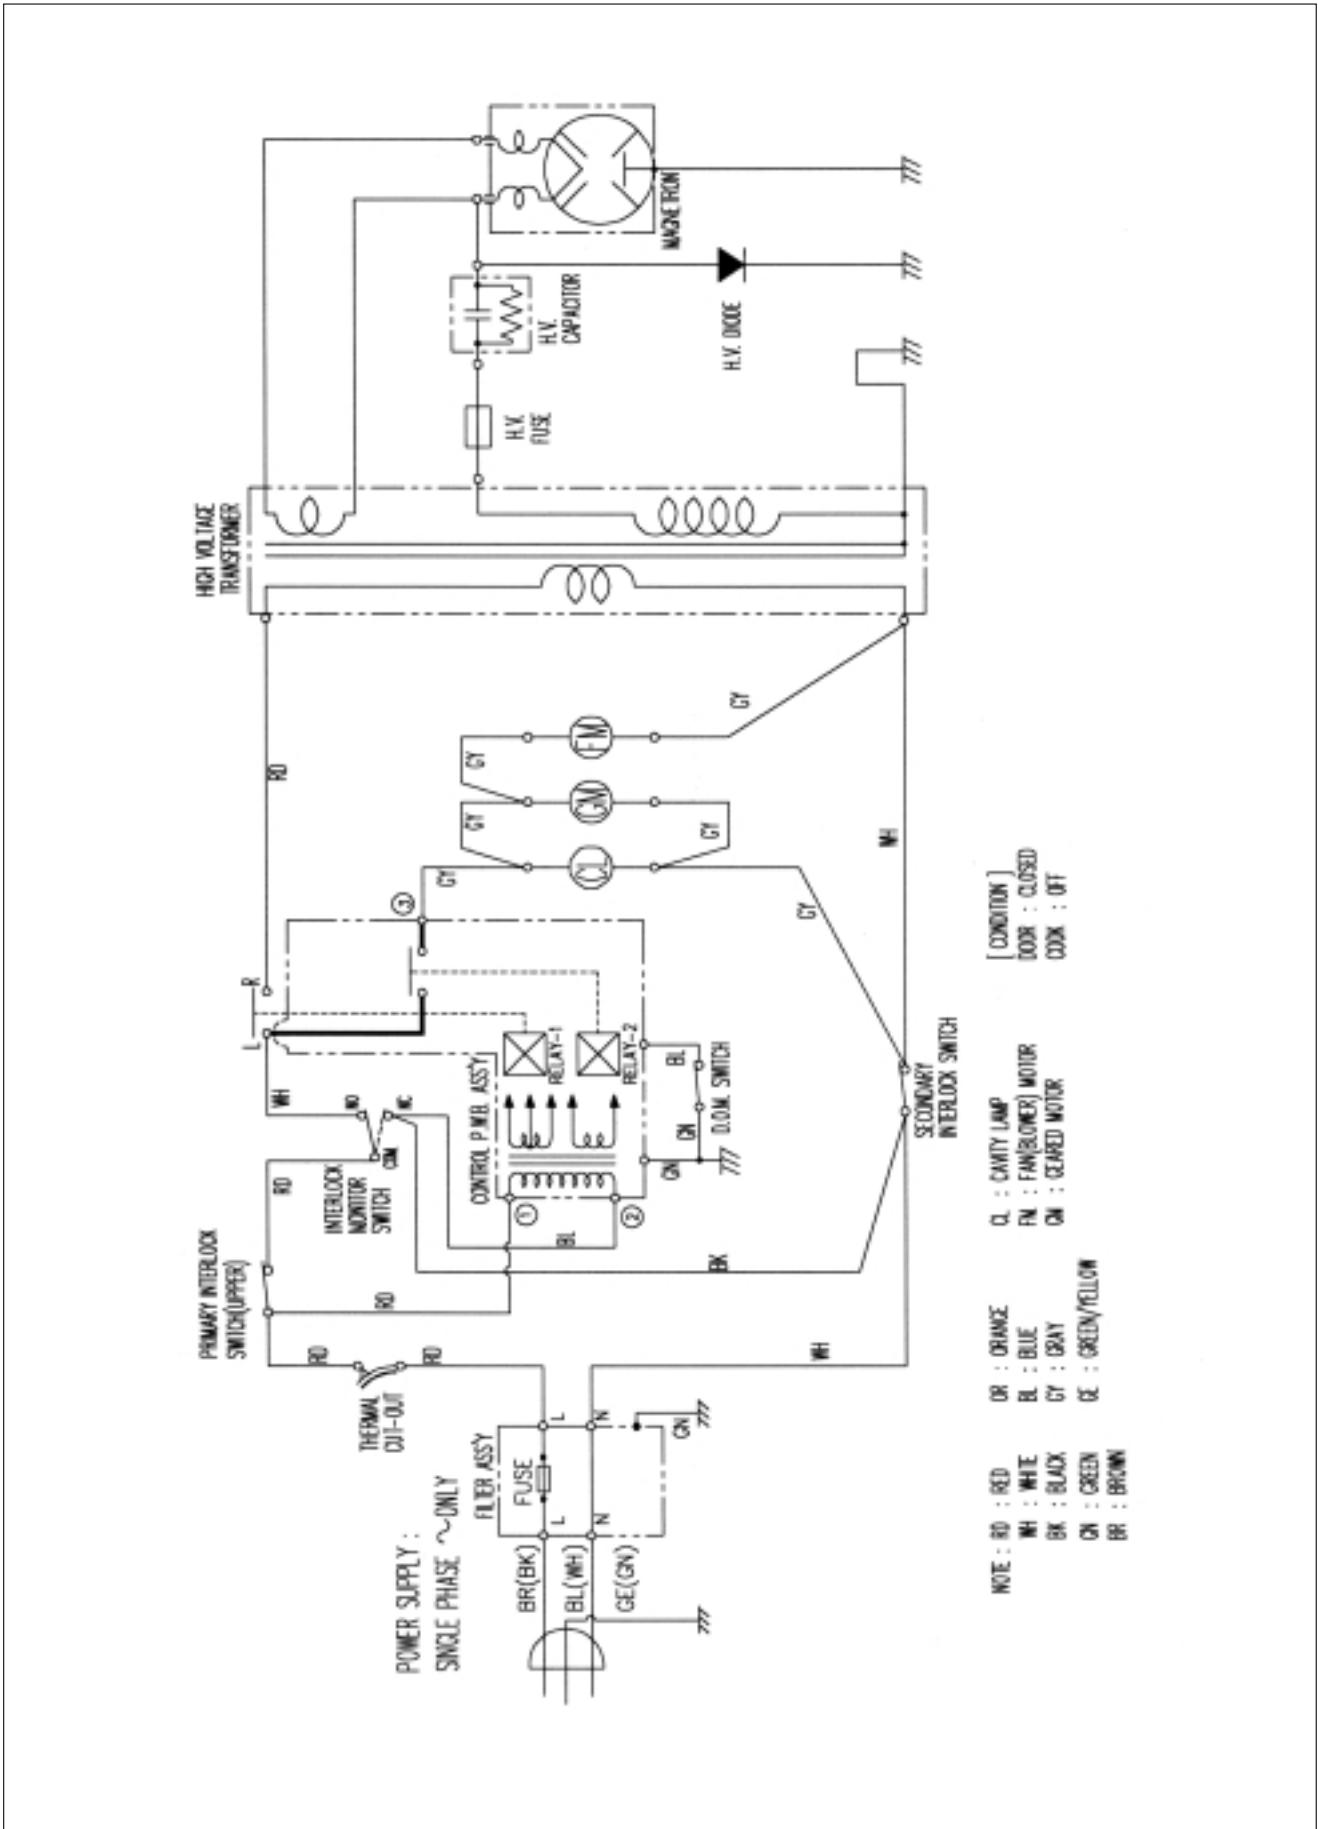 POWER SUPPLY :
SINGLE PHASE ~ONLY
BR(BK)
BL(WH)
GE(GN)
FILTER ASS'Y
FUSE
L
L
N
N
GN
THERMAL
CUT-OUT
RD
RD
WH
PRIMARY INTERLOCK
SWITCH(UPPER)
RD
RD
INTERLOCK
MONITOR
SWITCH
COM
NO
NC
WH
BL
BK
CONTROL P.W.B. ASS'Y
1
2
3
RELAY-1
RELAY-2
L
R
GN
GN
BL
D.O.M. SWITCH
SECONDARY
INTERLOCK SWITCH
RD
GY
GY
GY
GY
GY
GY
WH
CL
GM
FM
HIGH VOLTAGE
TRANSFORMER
H.V.
FUSE
H.V.
CAPACITOR
H.V. DIODE
MAGNETRON
NOTE : RD : RED
WH : WHITE
BK : BLACK
GN : GREEN
BR : BROWN
OR : ORANGE
BL : BLUE
GY : GRAY
GE : GREEN/YELLOW
CL : CAVITY LAMP
FM : FAN(BLOWER) MOTOR
GM : GEARED MOTOR
[ CONDITION ]
DOOR : CLOSED
COOK : OFF